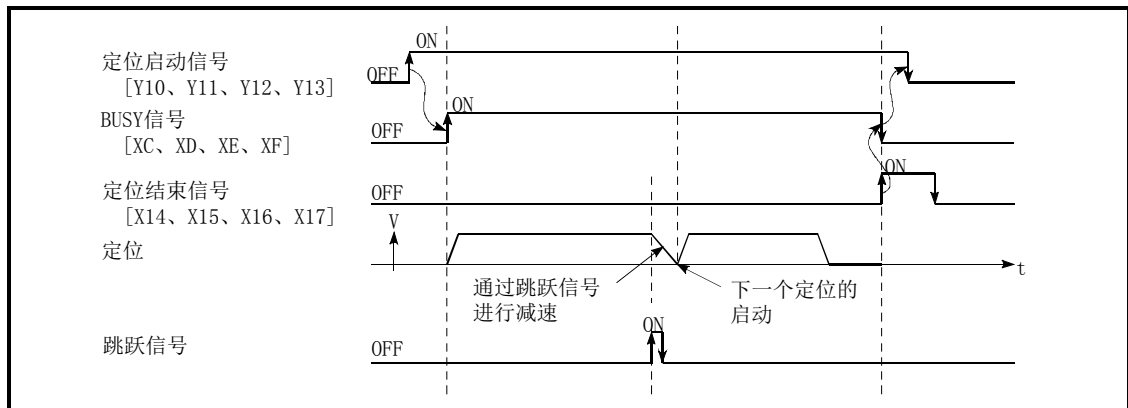 定位启动信号
[Y10、Y11、Y12、Y13]
OFF
ON
BUSY信号
[XC、XD、XE、XF]
OFF
ON
定位结束信号
[X14、X15、X16、X17]
OFF
ON
定位
V
t
通过跳跃信号
进行减速
下一个定位的
启动
跳跃信号
OFF
ON